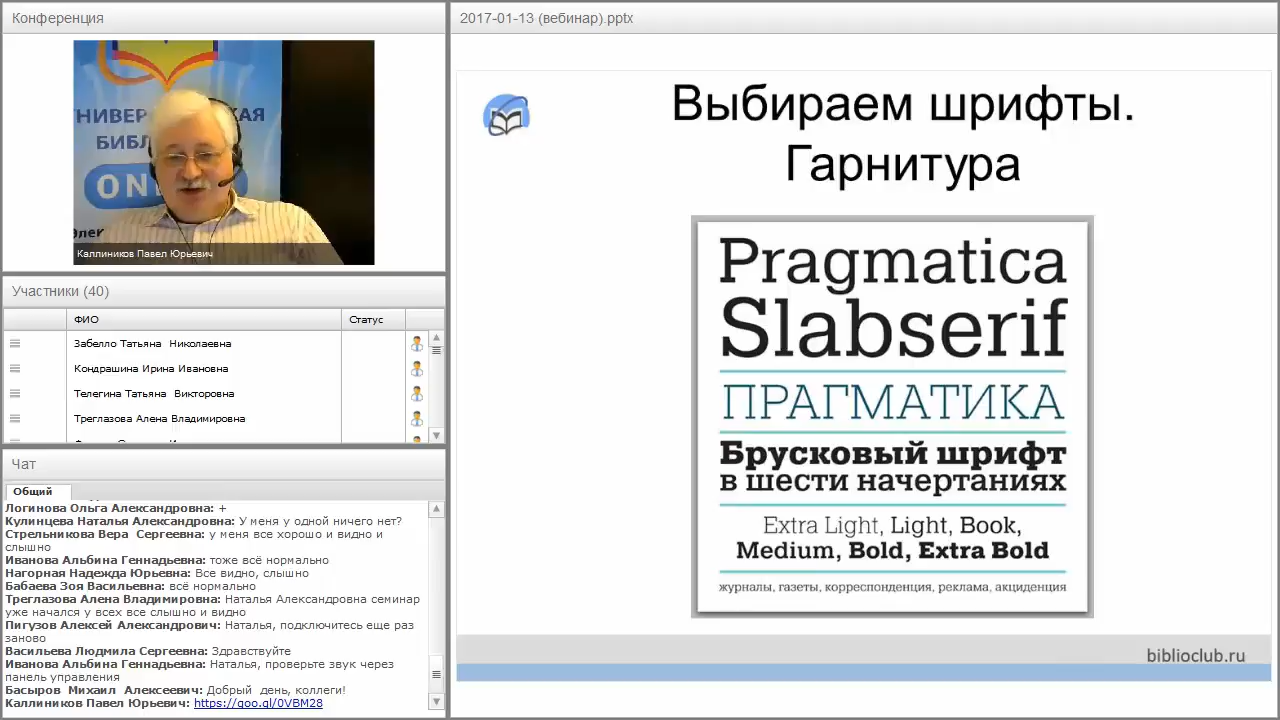 Конференция
УНИВЕРСИТЕТСКАЯ
Каллиников Павел Юрьевич
Участники (40)
ФИО
Статус
Забелло Татьяна Николаевна
Кондрашина Ирина Ивановна
Телегина Татьяна Викторовна
Треглазова Алена Владимировна
Чат
Общий
Логинова Ольга Александровна: +
Кулинцева Наталья Александровна: У меня у одной ничего нет?
Стрельникова Вера Сергеевна: у меня все хорошо и видно и
слышно
Иванова Альбина Геннадьевна: тоже всё нормально
Нагорная Надежда Юрьевна: Все видно, слышно
Бабаева Зоя Васильевна: всё нормально
Треглазова Алена Владимировна: Наталья Александровна семинар
уже начался у всех все слышно и видно
Пигузов Алексей Александрович: Наталья, подключитесь еще раз
заново
Васильева Людмила Сергеевна: Здравствуйте
Иванова Альбина Геннадьевна: Наталья, проверьте звук через
панель управления
Басыров Михаил Алексеевич: Добрый день, коллеги!
Каллиников Павел Юрьевич: https://goo.gl/0VBM28
2017-01-13 (вебинар).pptx
Выбираем шрифты.
Гарнитура
Pragmatica
Slabserif
ПРАГМАТИКА
Брусковый шрифт
в шести начертаниях
Extra Light, Light, Book,
Medium, Bold, Extra Bold
журналы, газеты, корреспонденция, реклама, акциденция
biblioclub.ru